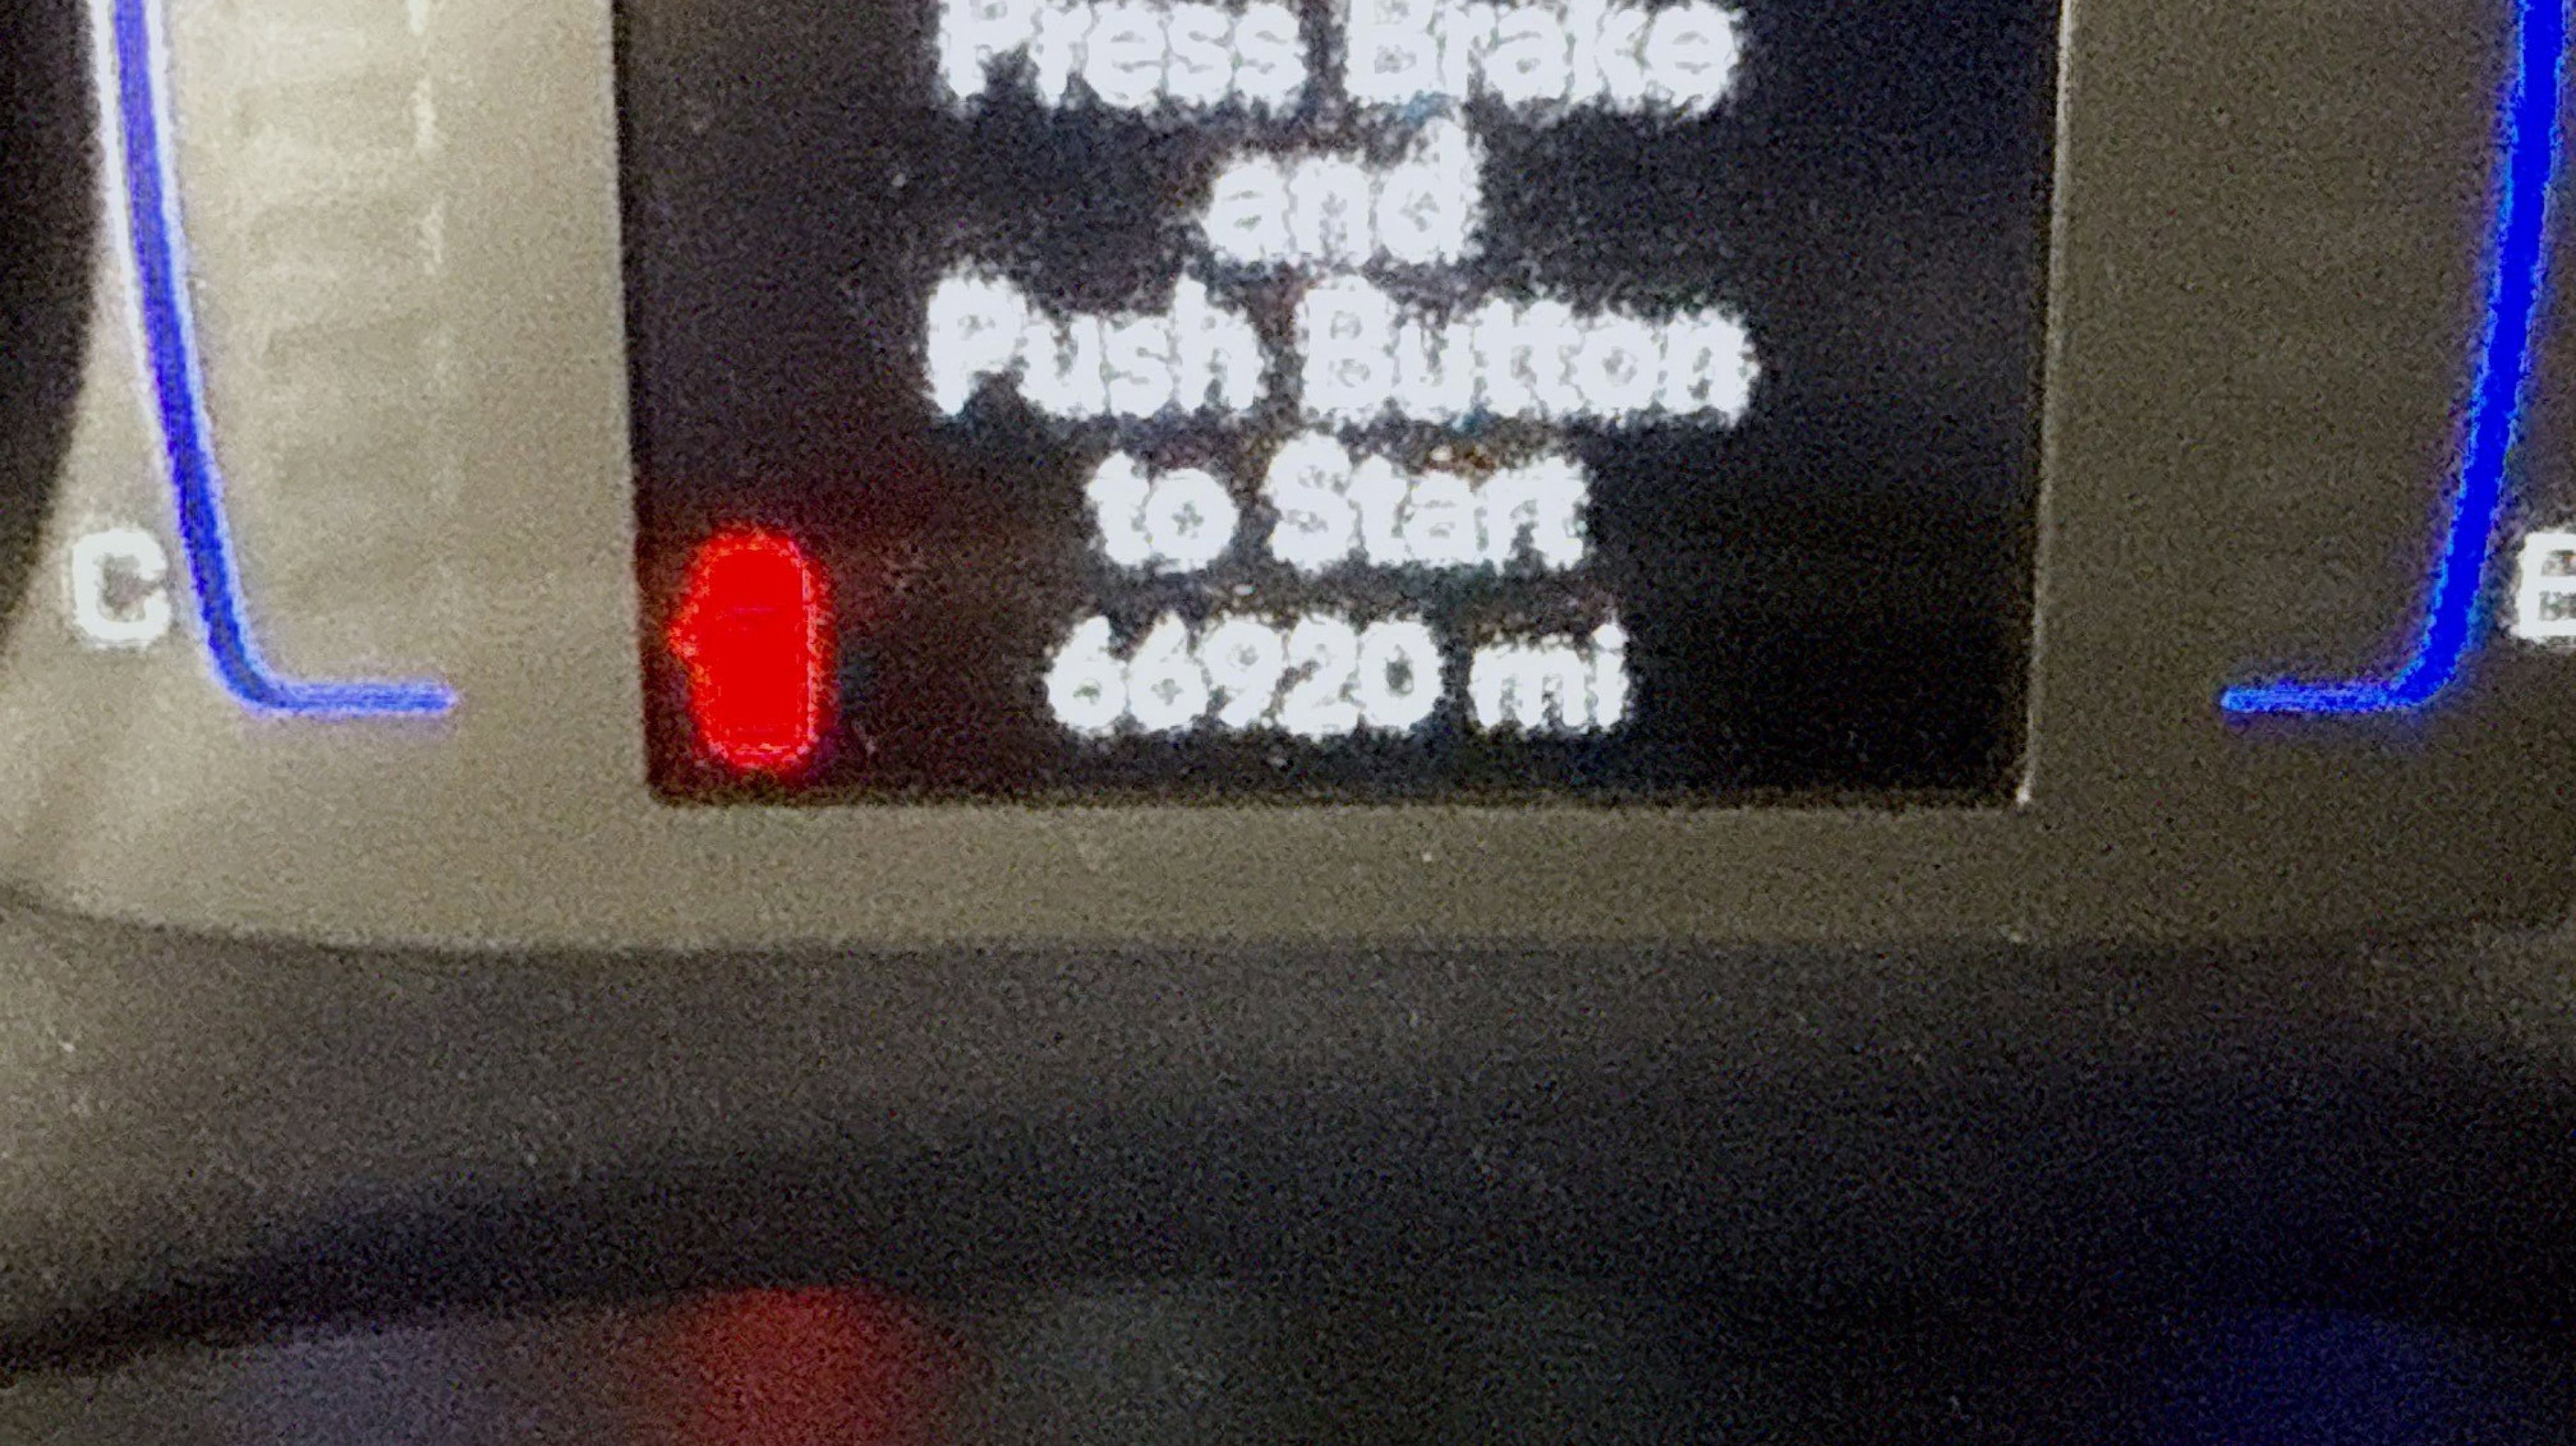 Press Brake
and
Push Button
to Start
C
E
66920 mi